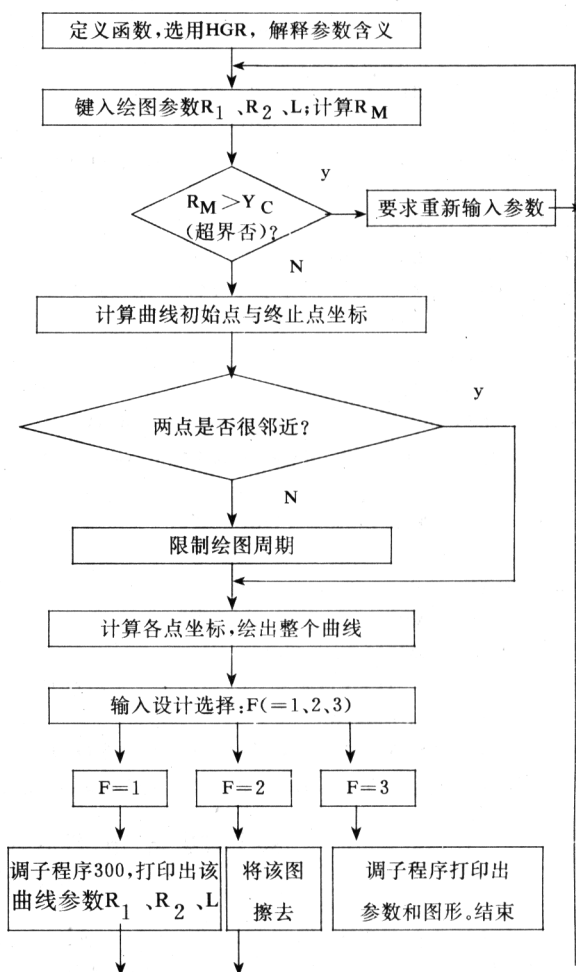 定义函数,选用HGR, 解释参数含义
键入绘图参数R₁、R₂、L;计算R_M
y
R_M>Y_C
(超界否)?
要求重新输入参数
N
计算曲线初始点与终止点坐标
y
两点是否很邻近?
N
限制绘图周期
计算各点坐标,绘出整个曲线
输入设计选择:F(=1、2、3)
F=1
F=2
F=3
调子程序300,打印出该
曲线参数R₁、R₂、L
将该图
擦去
调子程序打印出
参数和图形。结束